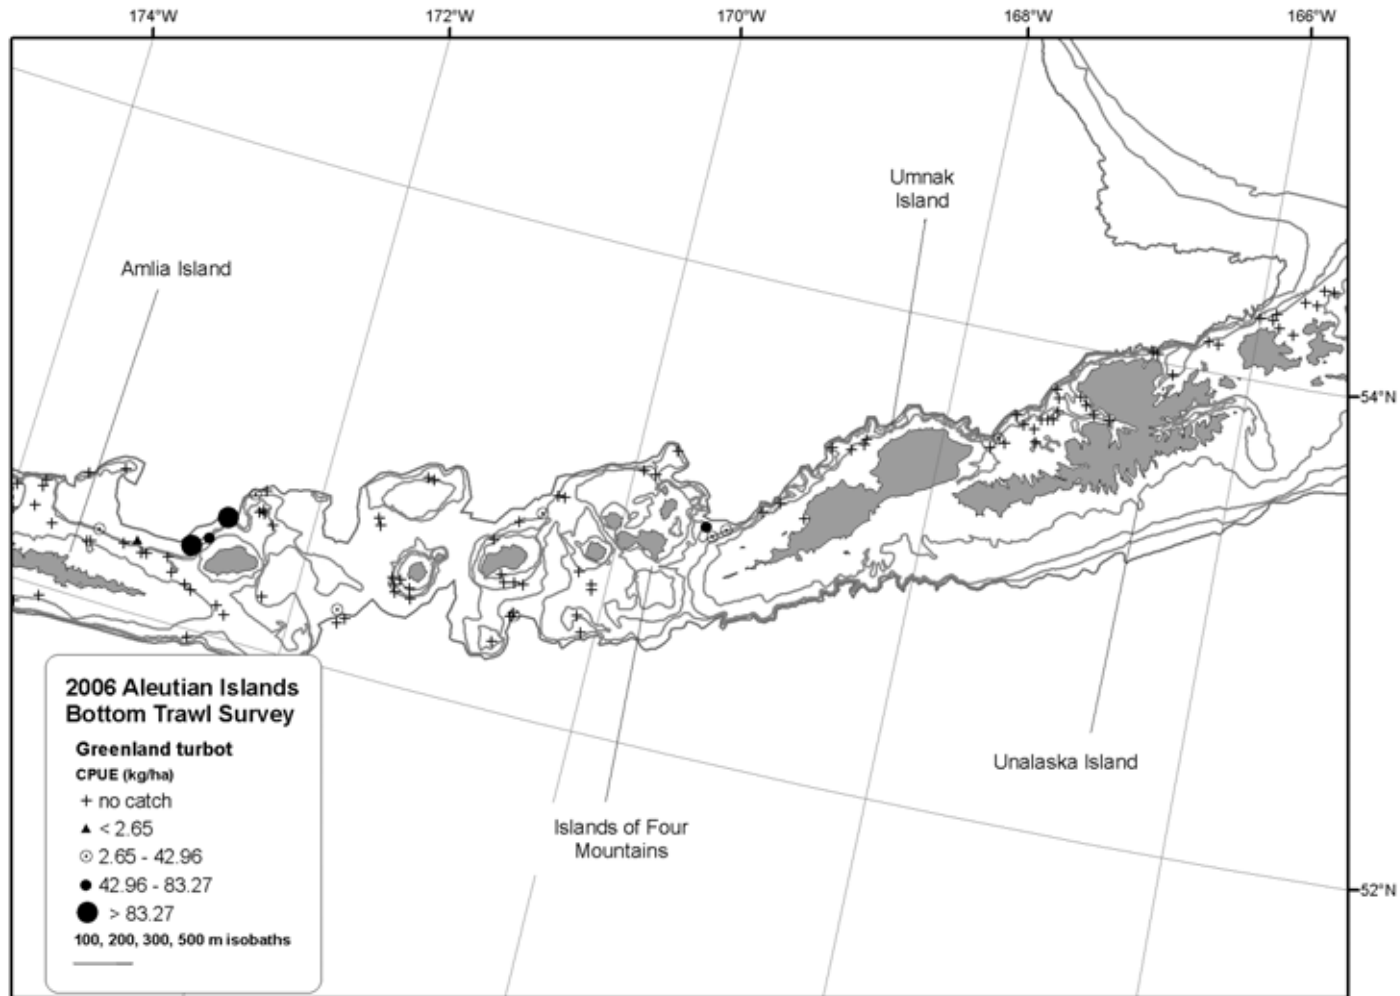 174°W 172°W 170°W 168°W 166°W
Umnak
Island
Amlia Island
54°N
2006 Aleutian Islands
Bottom Trawl Survey
Greenland turbot
CPUE (kg/ha)
+ no catch
▲ < 2.65
⊙ 2.65 - 42.96
● 42.96 - 83.27
● > 83.27
100, 200, 300, 500 m isobaths
Unalaska Island
Islands of Four
Mountains
52°N